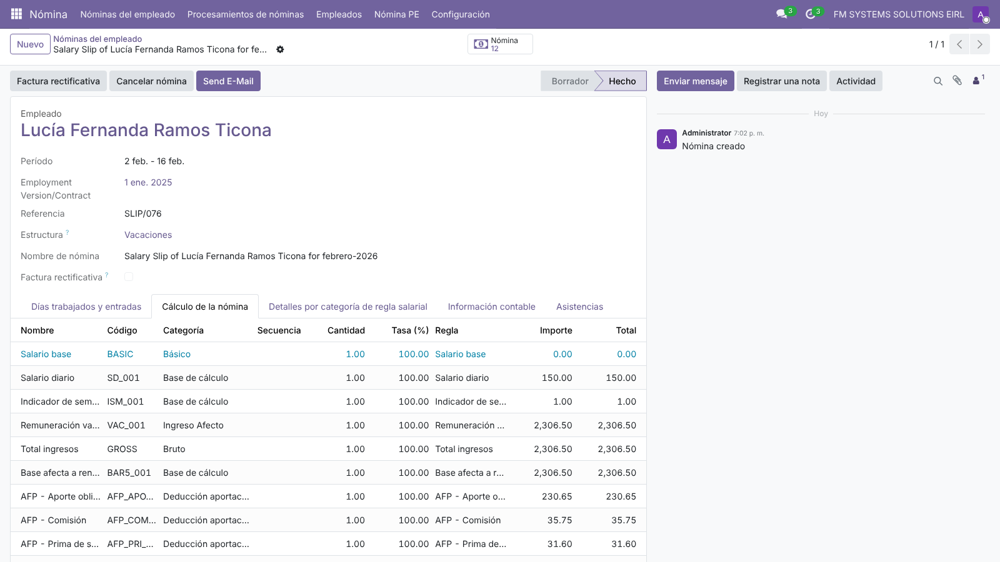 Nómina Nóminas del empleado Procesamientos de nóminas Empleados Nómina PE Configuración 3 3 FM SYSTEMS SOLUTIONS EIRL A
Nuevo
Nóminas del empleado
Salary Slip of Lucía Fernanda Ramos Ticona for fe...
Nómina
12
1 / 1
Factura rectificativa Cancelar nómina Send E-Mail Borrador Hecho Enviar mensaje Registrar una nota Actividad 1
Empleado
Lucía Fernanda Ramos Ticona
Período 2 feb. - 16 feb.
Employment Version/Contract 1 ene. 2025
Referencia SLIP/076
Estructura ? Vacaciones
Nombre de nómina Salary Slip of Lucía Fernanda Ramos Ticona for febrero-2026
Factura rectificativa ?
Días trabajados y entradas Cálculo de la nómina Detalles por categoría de regla salarial Información contable Asistencias
Nombre Código Categoría Secuencia Cantidad Tasa (%) Regla Importe Total
Salario base BASIC Básico 1.00 100.00 Salario base 0.00 0.00
Salario diario SD_001 Base de cálculo 1.00 100.00 Salario diario 150.00 150.00
Indicador de sem... ISM_001 Base de cálculo 1.00 100.00 Indicador de se... 1.00 1.00
Remuneración va... VAC_001 Ingreso Afecto 1.00 100.00 Remuneración ... 2,306.50 2,306.50
Total ingresos GROSS Bruto 1.00 100.00 Total ingresos 2,306.50 2,306.50
Base afecta a ren... BAR5_001 Base de cálculo 1.00 100.00 Base afecta a r... 2,306.50 2,306.50
AFP - Aporte obli... AFP_APO... Deducción aportac... 1.00 100.00 AFP - Aporte o... 230.65 230.65
AFP - Comisión AFP_COM... Deducción aportac... 1.00 100.00 AFP - Comisión 35.75 35.75
AFP - Prima de s... AFP_PRI_... Deducción aportac... 1.00 100.00 AFP - Prima de... 31.60 31.60
Hoy
A
Administrator 7:02 p. m.
Nómina creado